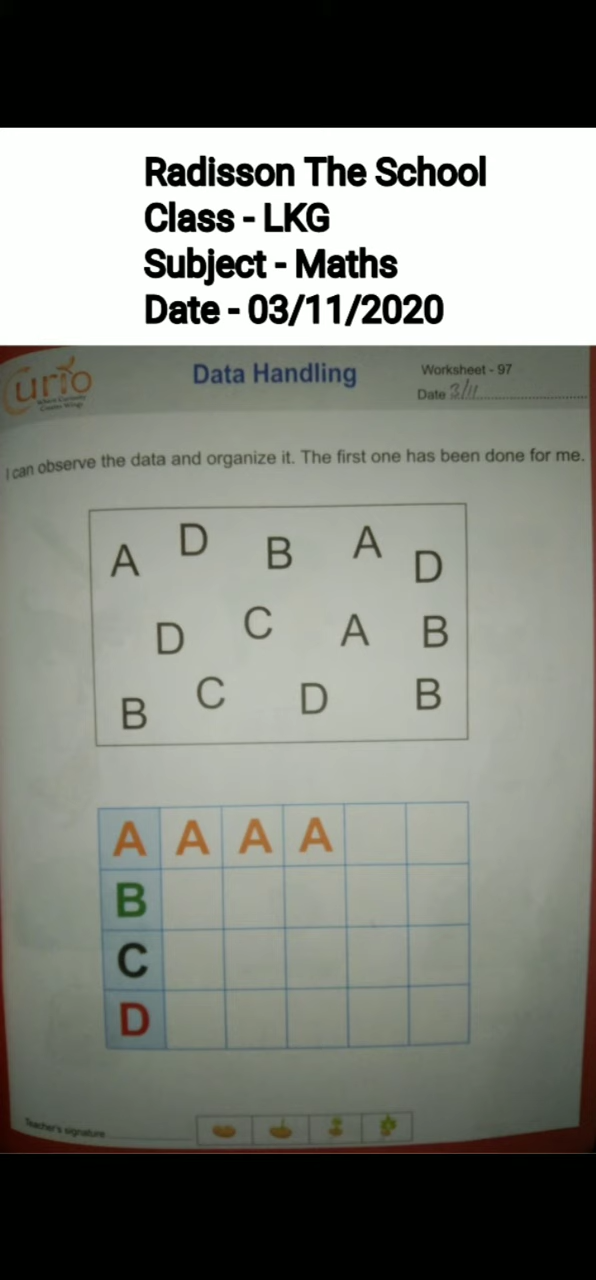 Radisson The School
Class - LKG
Subject - Maths
Date - 03/11/2020
Curio
Data Handling
Worksheet - 97
Date 3/11
I can observe the data and organize it. The first one has been done for me.
A D B A D
D C A B
B C D B
A A A A
B
C
D
Teacher's signature